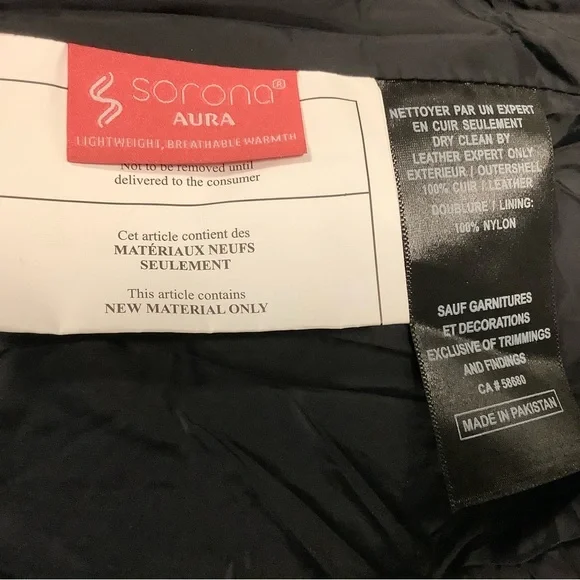 sorona®
AURA
LIGHTWEIGHT, BREATHABLE WARMTH
Not to be removed until
delivered to the consumer
Cet article contient des
MATÉRIAUX NEUFS
SEULEMENT
This article contains
NEW MATERIAL ONLY
NETTOYER PAR UN EXPERT
EN CUIR SEULEMENT
DRY CLEAN BY
LEATHER EXPERT ONLY
EXTERIEUR / OUTERSHELL
100% CUIR / LEATHER
DOUBLURE / LINING:
100% NYLON
SAUF GARNITURES
ET DECORATIONS
EXCLUSIVE OF TRIMMINGS
AND FINDINGS
CA # 58680
MADE IN PAKISTAN